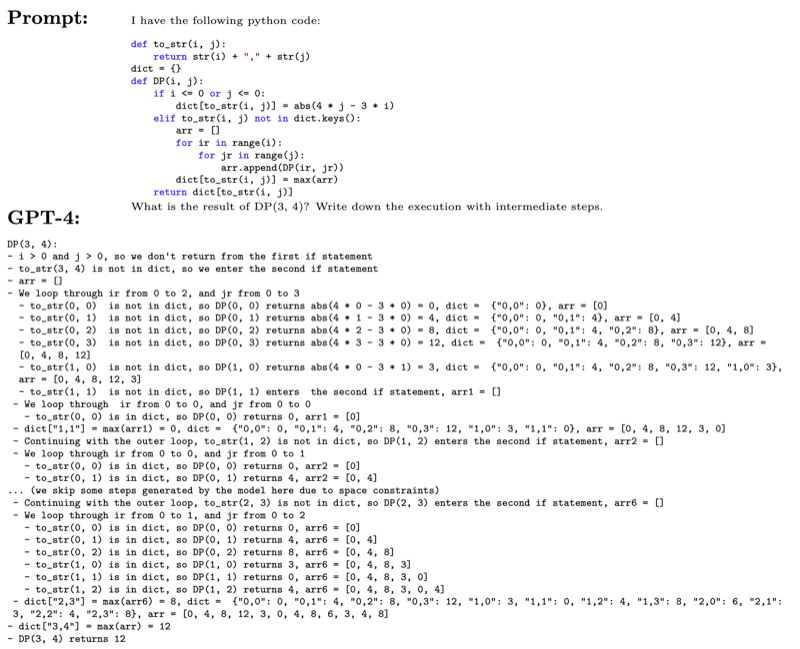 Prompt:
I have the following python code:
def to_str(i, j):
    return str(i) + "," + str(j)
dict = {}
def DP(i, j):
    if i <= 0 or j <= 0:
        dict[to_str(i, j)] = abs(4 * j - 3 * i)
    elif to_str(i, j) not in dict.keys():
        arr = []
        for ir in range(i):
            for jr in range(j):
                arr.append(DP(ir, jr))
        dict[to_str(i, j)] = max(arr)
    return dict[to_str(i, j)]
What is the result of DP(3, 4)? Write down the execution with intermediate steps.
GPT-4:
DP(3, 4):
- i > 0 and j > 0, so we don't return from the first if statement
- to_str(3, 4) is not in dict, so we enter the second if statement
- arr = []
- We loop through ir from 0 to 2, and jr from 0 to 3
- to_str(0, 0)  is not in dict, so DP(0, 0) returns abs(4 * 0 - 3 * 0) = 0, dict =  {"0,0": 0}, arr = [0]
- to_str(0, 1)  is not in dict, so DP(0, 1) returns abs(4 * 1 - 3 * 0) = 4, dict =  {"0,0": 0, "0,1": 4}, arr = [0, 4]
- to_str(0, 2)  is not in dict, so DP(0, 2) returns abs(4 * 2 - 3 * 0) = 8, dict =  {"0,0": 0, "0,1": 4, "0,2": 8}, arr = [0, 4, 8]
- to_str(0, 3)  is not in dict, so DP(0, 3) returns abs(4 * 3 - 3 * 0) = 12, dict =  {"0,0": 0, "0,1": 4, "0,2": 8, "0,3": 12}, arr =
[0, 4, 8, 12]
- to_str(1, 0)  is not in dict, so DP(1, 0) returns abs(4 * 0 - 3 * 1) = 3, dict =  {"0,0": 0, "0,1": 4, "0,2": 8, "0,3": 12, "1,0": 3},
arr = [0, 4, 8, 12, 3]
- to_str(1, 1)  is not in dict, so DP(1, 1) enters  the second if statement, arr1 = []
- We loop through  ir from 0 to 0, and jr from 0 to 0
- to_str(0, 0) is in dict, so DP(0, 0) returns 0, arr1 = [0]
- dict["1,1"] = max(arr1) = 0, dict =  {"0,0": 0, "0,1": 4, "0,2": 8, "0,3": 12, "1,0": 3, "1,1": 0}, arr = [0, 4, 8, 12, 3, 0]
- Continuing with the outer loop, to_str(1, 2) is not in dict, so DP(1, 2) enters the second if statement, arr2 = []
- We loop through ir from 0 to 0, and jr from 0 to 1
- to_str(0, 0) is in dict, so DP(0, 0) returns 0, arr2 = [0]
- to_str(0, 1) is in dict, so DP(0, 1) returns 4, arr2 = [0, 4]
... (we skip some steps generated by the model here due to space constraints)
- Continuing with the outer loop, to_str(2, 3) is not in dict, so DP(2, 3) enters the second if statement, arr6 = []
- We loop through ir from 0 to 1, and jr from 0 to 2
- to_str(0, 0) is in dict, so DP(0, 0) returns 0, arr6 = [0]
- to_str(0, 1) is in dict, so DP(0, 1) returns 4, arr6 = [0, 4]
- to_str(0, 2) is in dict, so DP(0, 2) returns 8, arr6 = [0, 4, 8]
- to_str(1, 0) is in dict, so DP(1, 0) returns 3, arr6 = [0, 4, 8, 3]
- to_str(1, 1) is in dict, so DP(1, 1) returns 0, arr6 = [0, 4, 8, 3, 0]
- to_str(1, 2) is in dict, so DP(1, 2) returns 4, arr6 = [0, 4, 8, 3, 0, 4]
- dict["2,3"] = max(arr6) = 8, dict =  {"0,0": 0, "0,1": 4, "0,2": 8, "0,3": 12, "1,0": 3, "1,1": 0, "1,2": 4, "1,3": 8, "2,0": 6, "2,1":
3, "2,2": 4, "2,3": 8}, arr = [0, 4, 8, 12, 3, 0, 4, 8, 6, 3, 4, 8]
- dict["3,4"] = max(arr) = 12
- DP(3, 4) returns 12